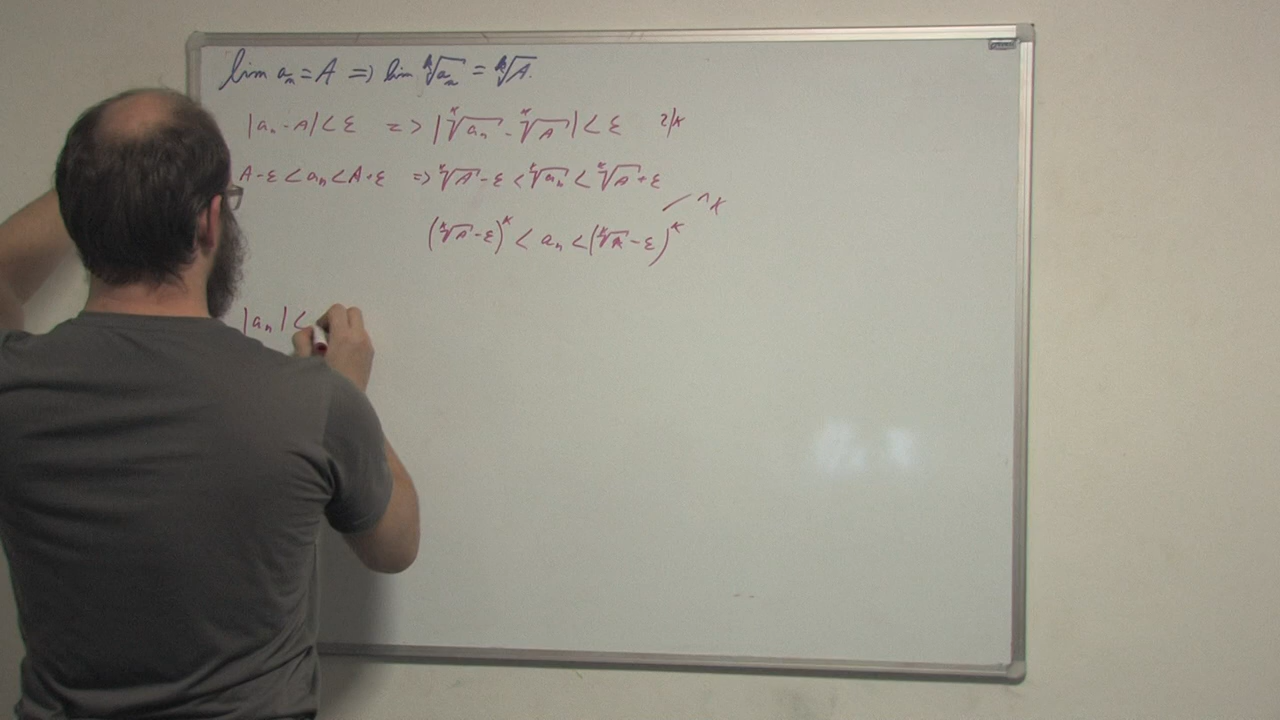 lim aₙ = A => lim ᵏ√aₙ = ᵏ√A.
|aₙ - A| < ε => |ᵏ√aₙ - ᵏ√A| < ε 2|k
A - ε < aₙ < A + ε => ᵏ√A - ε < ᵏ√aₙ < ᵏ√A + ε
/ ^k
(ᵏ√A - ε)ᵏ < aₙ < (ᵏ√A - ε)ᵏ
|aₙ| <